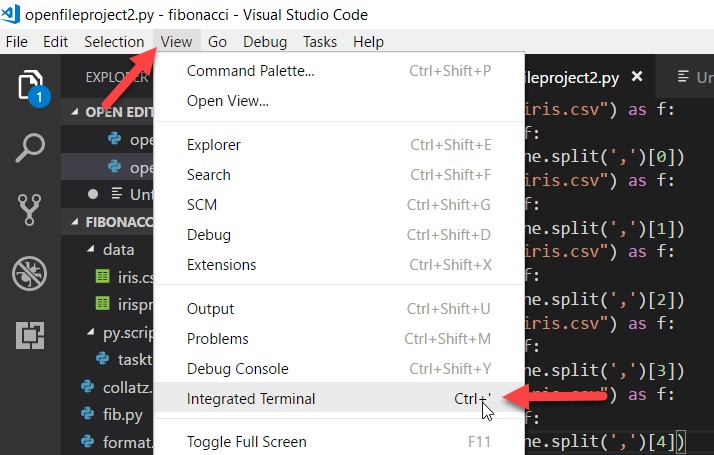 openfileproject2.py - fibonacci - Visual Studio Code
File Edit Selection View Go Debug Tasks Help
EXPLORER
1
OPEN EDIT
ope
ope
Unt
FIBONACC
data
iris.cs
irispr
py.scrip
taskt
collatz.
fib.py
format.
Command Palette... Ctrl+Shift+P
Open View...
Explorer Ctrl+Shift+E
Search Ctrl+Shift+F
SCM Ctrl+Shift+G
Debug Ctrl+Shift+D
Extensions Ctrl+Shift+X
Output Ctrl+Shift+U
Problems Ctrl+Shift+M
Debug Console Ctrl+Shift+Y
Integrated Terminal Ctrl+'
Toggle Full Screen F11
ileproject2.py Un
iris.csv") as f:
f:
ne.split(',')[0])
iris.csv") as f:
f:
ne.split(',')[1])
iris.csv") as f:
f:
ne.split(',')[2])
iris.csv") as f:
f:
ne.split(',')[3])
iris.csv") as f:
f:
ne.split(',')[4])